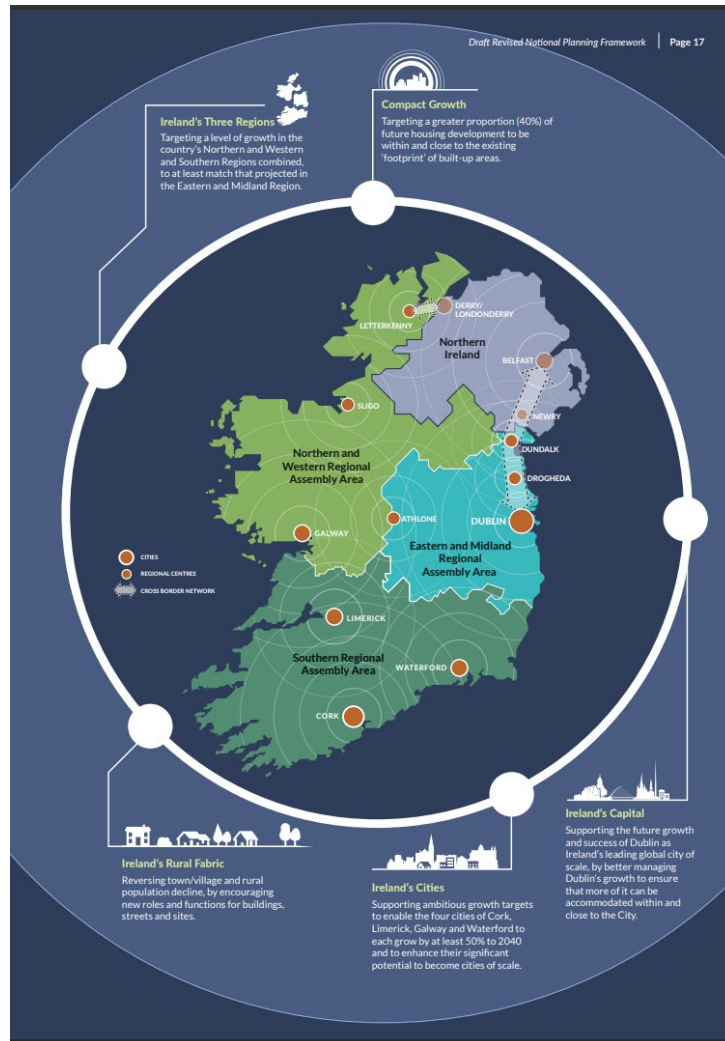 Draft Revised National Planning Framework | Page 17
Ireland's Three Regions
Targeting a level of growth in the
country's Northern and Western
and Southern Regions combined,
to at least match that projected in
the Eastern and Midland Region.
Compact Growth
Targeting a greater proportion (40%) of
future housing development to be
within and close to the existing
'footprint' of built-up areas.
DERRY/
LONDONDERRY
LETTERKENNY
Northern
Ireland
BELFAST
SLIGO
NEWRY
DUNDALK
Northern and
Western Regional
Assembly Area
DROGHEDA
ATHLONE
DUBLIN
GALWAY
Eastern and Midland
Regional
Assembly Area
CITIES
REGIONAL CENTRES
CROSS BORDER NETWORK
LIMERICK
Southern Regional
Assembly Area
WATERFORD
CORK
Ireland's Rural Fabric
Reversing town/village and rural
population decline, by encouraging
new roles and functions for buildings,
streets and sites.
Ireland's Cities
Supporting ambitious growth targets
to enable the four cities of Cork,
Limerick, Galway and Waterford to
each grow by at least 50% to 2040
and to enhance their significant
potential to become cities of scale.
Ireland's Capital
Supporting the future growth
and success of Dublin as
Ireland's leading global city of
scale, by better managing
Dublin's growth to ensure
that more of it can be
accommodated within and
close to the City.